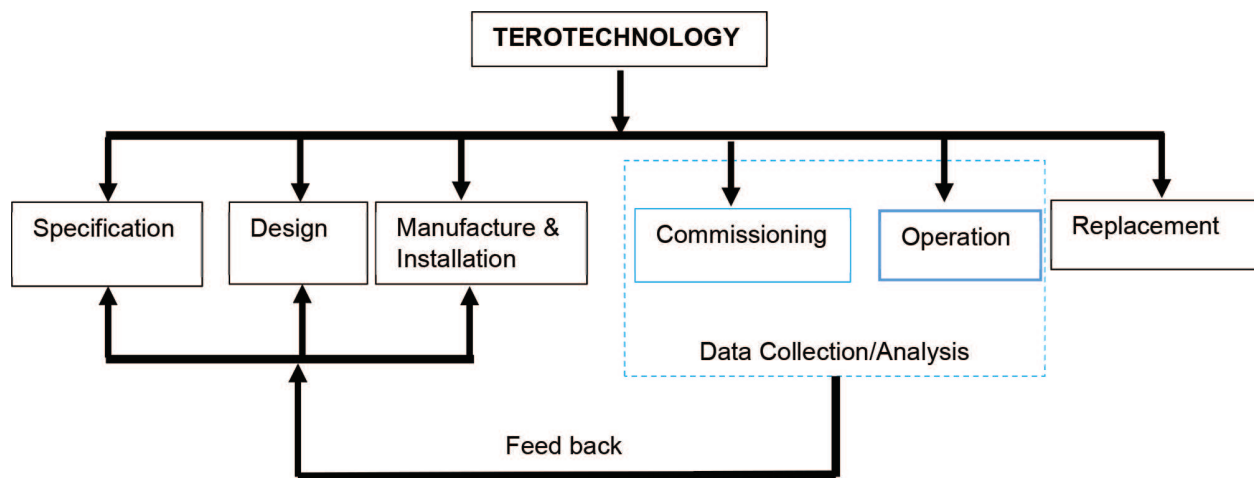 TEROTECHNOLOGY
Specification
Design
Manufacture &
Installation
Commissioning
Operation
Replacement
Data Collection/Analysis
Feed back